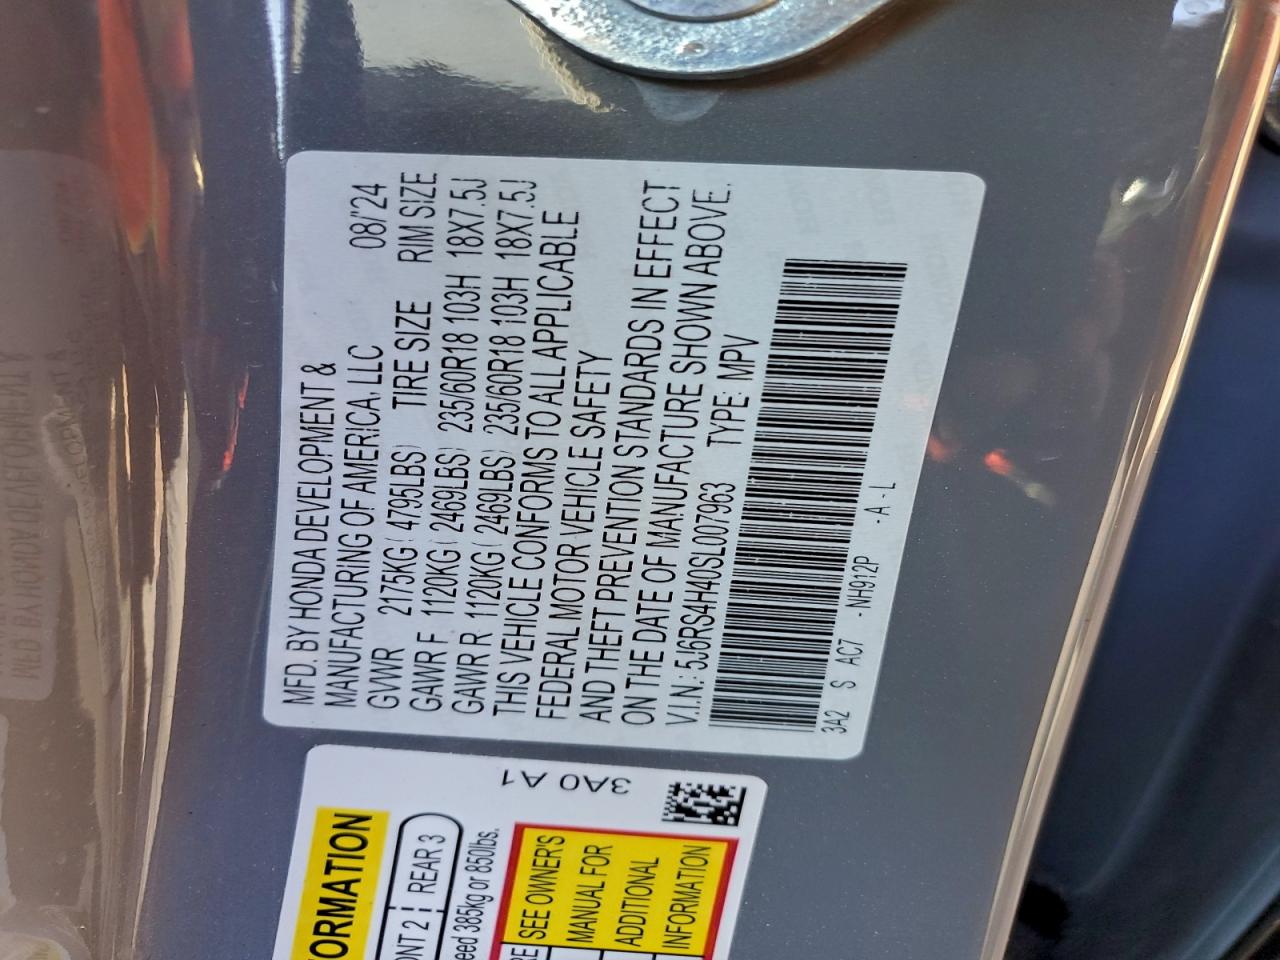 MFD. BY HONDA DEVELOPMENT &
MANUFACTURING OF AMERICA, LLC 08/'24
GVWR 2175KG( 4795LBS) TIRE SIZE RIM SIZE
GAWR F 1120KG( 2469LBS) 235/60R18 103H 18X7.5J
GAWR R 1120KG( 2469LBS) 235/60R18 103H 18X7.5J
THIS VEHICLE CONFORMS TO ALL APPLICABLE
FEDERAL MOTOR VEHICLE SAFETY
AND THEFT PREVENTION STANDARDS IN EFFECT
ON THE DATE OF MANUFACTURE SHOWN ABOVE.
V.I.N.: 5J6RS4H40SL007963 TYPE: MPV
3A2 S AC7 - NH912P - A - L
3A0 A1
ORMATION
ONT 2 REAR 3
eed 385kg or 850lbs.
RE SEE OWNER'S
MANUAL FOR
ADDITIONAL
INFORMATION